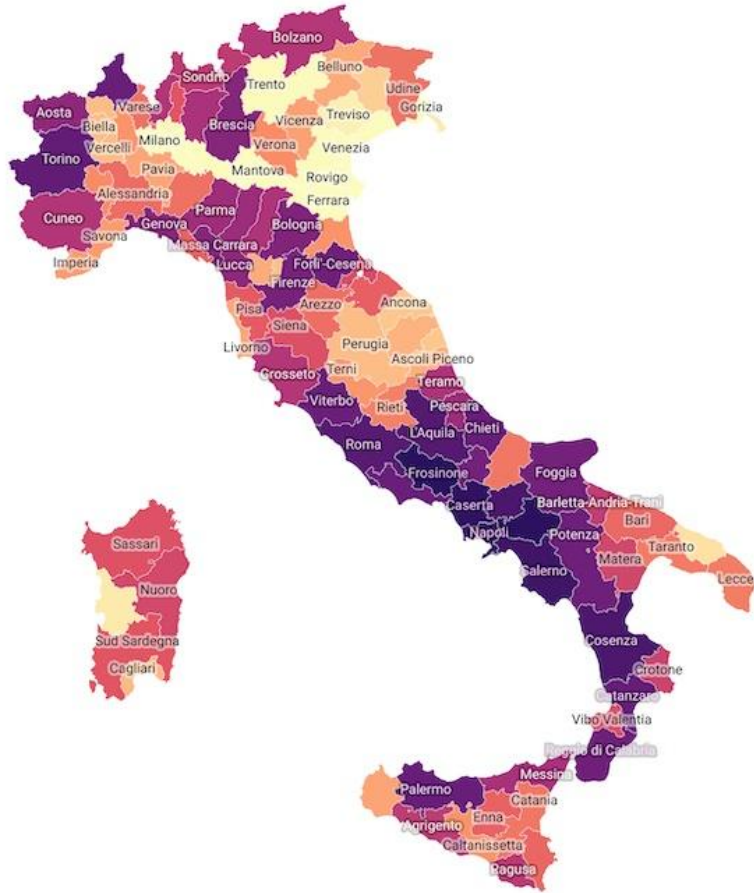 Bolzano
Sondrio
Belluno
Trento
Udine
Varese
Aosta
Gorizia
Treviso
Brescia
Vicenza
Biella
Milano
Vercelli
Verona
Venezia
Torino
Pavia
Mantova
Rovigo
Alessandria
Ferrara
Parma
Cuneo
Genova
Bologna
Savona
Massa Carrara
Imperia
Lucca
Forlì-Cesena
Firenze
Ancona
Pisa
Arezzo
Siena
Perugia
Livorno
Ascoli Piceno
Terni
Grosseto
Teramo
Viterbo
Rieti
Pescara
L'Aquila
Chieti
Roma
Frosinone
Foggia
Caserta
Barletta-Andria-Trani
Bari
Napoli
Potenza
Sassari
Taranto
Matera
Salerno
Lecce
Nuoro
Sud Sardegna
Cosenza
Cagliari
Crotone
Catanzaro
Vibo Valentia
Reggio di Calabria
Messina
Palermo
Catania
Enna
Agrigento
Caltanissetta
Ragusa